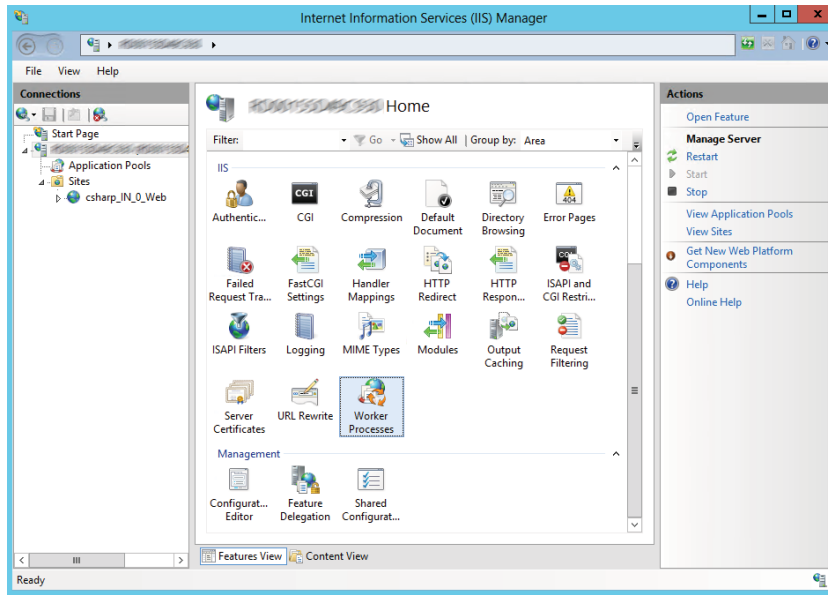 Internet Information Services (IIS) Manager
File View Help
Connections
Start Page
Application Pools
Sites
csharp_IN_0_Web
Home
Filter: Go Show All Group by: Area
IIS
Authentic... CGI Compression Default Document Directory Browsing Error Pages
Failed Request Tra... FastCGI Settings Handler Mappings HTTP Redirect HTTP Respon... ISAPI and CGI Restri...
ISAPI Filters Logging MIME Types Modules Output Caching Request Filtering
Server Certificates URL Rewrite Worker Processes
Management
Configurat... Editor Feature Delegation Shared Configurat...
Features View Content View
Actions
Open Feature
Manage Server
Restart
Start
Stop
View Application Pools
View Sites
Get New Web Platform
Components
Help
Online Help
Ready